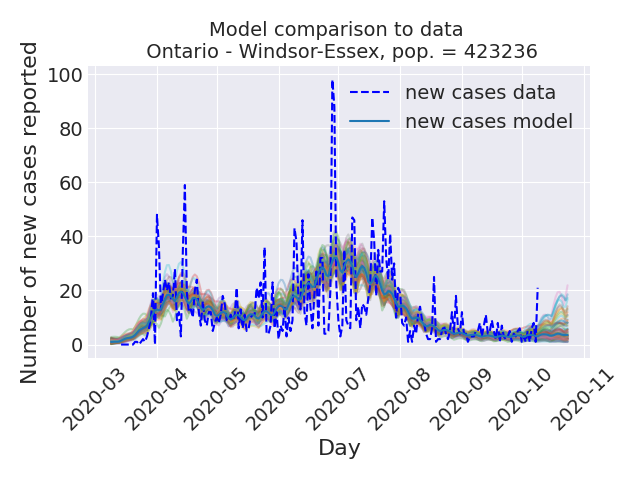 Model comparison to data
Ontario - Windsor-Essex, pop. = 423236
Number of new cases reported
100
80
60
40
20
0
new cases data
new cases model
2020-03
2020-04
2020-05
2020-06
2020-07
2020-08
2020-09
2020-10
2020-11
Day